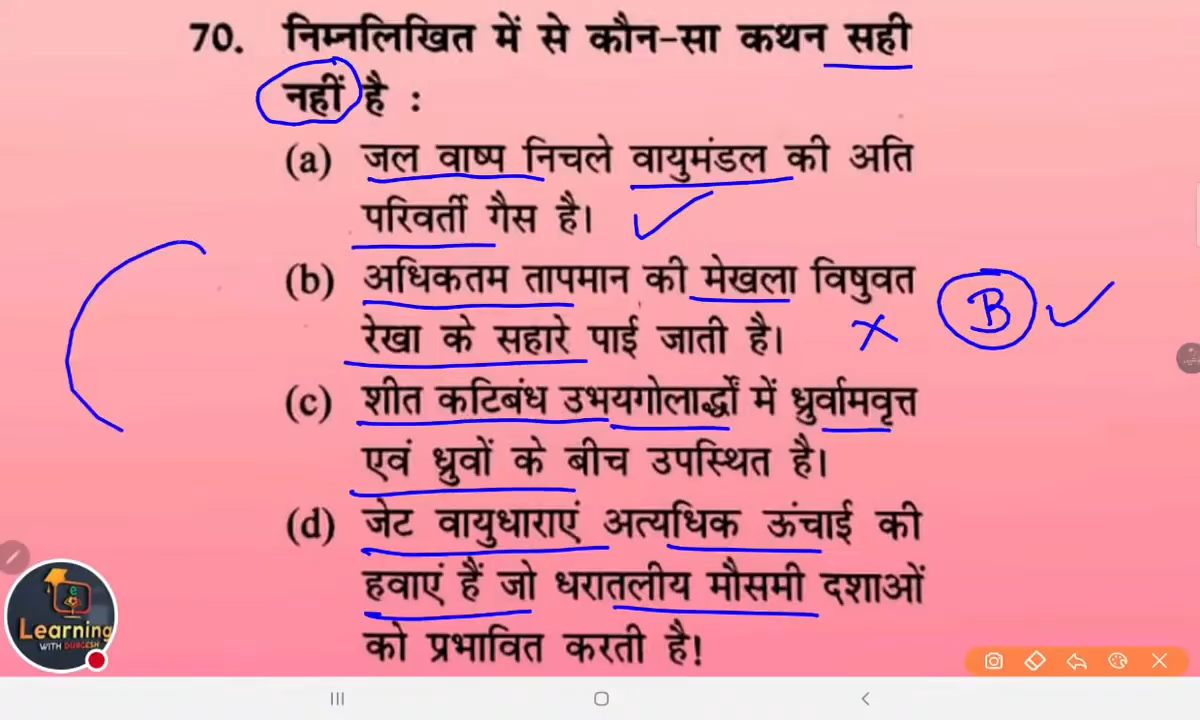 70. निम्नलिखित में से कौन-सा कथन सही
नहीं है :
(a) जल वाष्प निचले वायुमंडल की अति
परिवर्ती गैस है।
(b) अधिकतम तापमान की मेखला विषुवत
रेखा के सहारे पाई जाती है।
B
(c) शीत कटिबंध उभयगोलार्द्धों में ध्रुर्वामवृत्त
एवं ध्रुवों के बीच उपस्थित है।
(d) जेट वायुधाराएं अत्यधिक ऊंचाई की
हवाएं हैं जो धरातलीय मौसमी दशाओं
को प्रभावित करती है!
e
Learning
WITH DURGESH